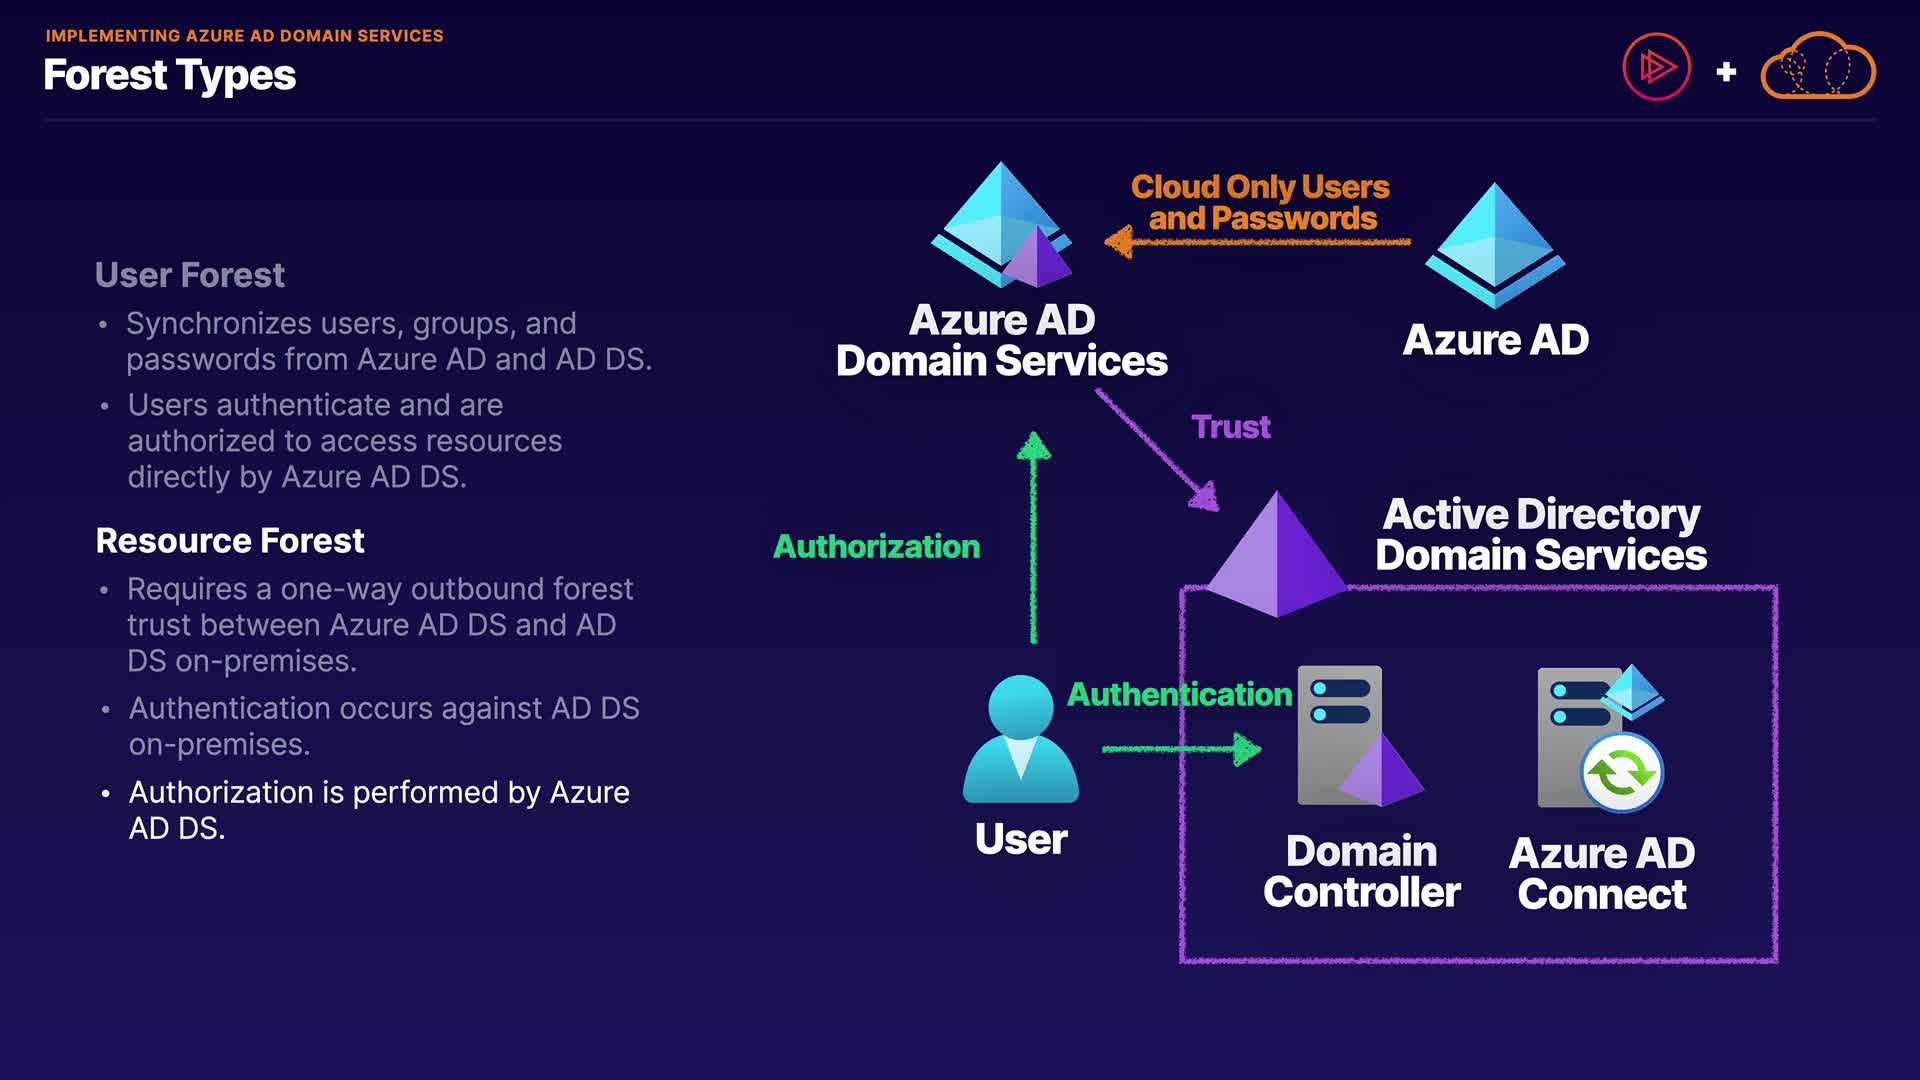 IMPLEMENTING AZURE AD DOMAIN SERVICES
Forest Types
User Forest
• Synchronizes users, groups, and
passwords from Azure AD and AD DS.
• Users authenticate and are
authorized to access resources
directly by Azure AD DS.
Resource Forest
• Requires a one-way outbound forest
trust between Azure AD DS and AD
DS on-premises.
• Authentication occurs against AD DS
on-premises.
• Authorization is performed by Azure
AD DS.
Cloud Only Users
and Passwords
Azure AD
Domain Services
Azure AD
Trust
Authorization
Active Directory
Domain Services
Authentication
User
Domain
Controller
Azure AD
Connect